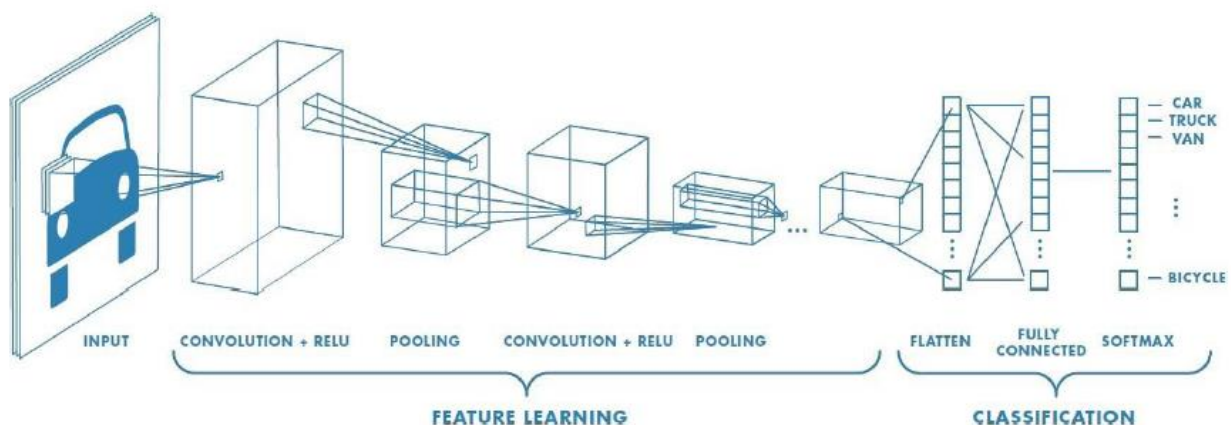 CAR
TRUCK
VAN
BICYCLE
INPUT
CONVOLUTION + RELU
POOLING
CONVOLUTION + RELU
POOLING
FLATTEN
FULLY
CONNECTED
SOFTMAX
FEATURE LEARNING
CLASSIFICATION